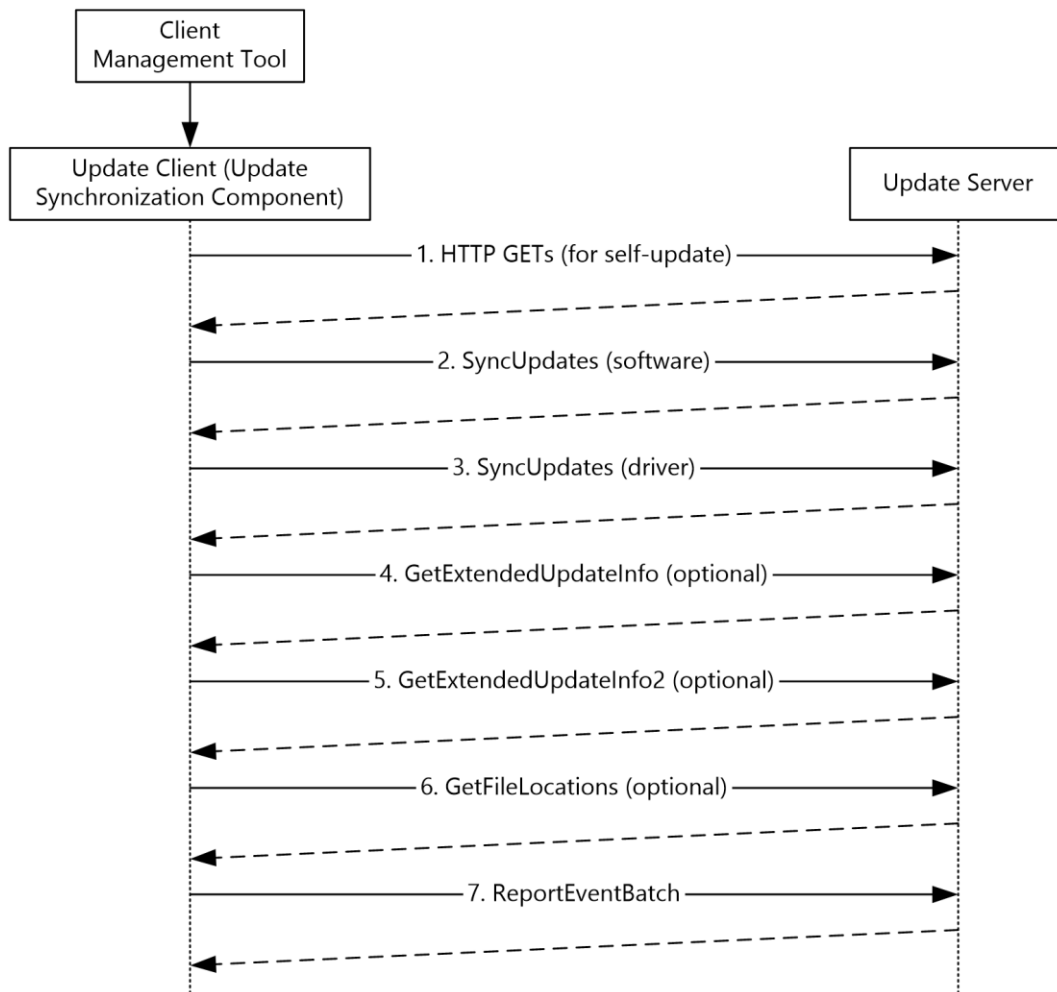 Client
Management Tool
Update Client (Update
Synchronization Component)
Update Server
1. HTTP GETs (for self-update)
2. SyncUpdates (software)
3. SyncUpdates (driver)
4. GetExtendedUpdateInfo (optional)
5. GetExtendedUpdateInfo2 (optional)
6. GetFileLocations (optional)
7. ReportEventBatch